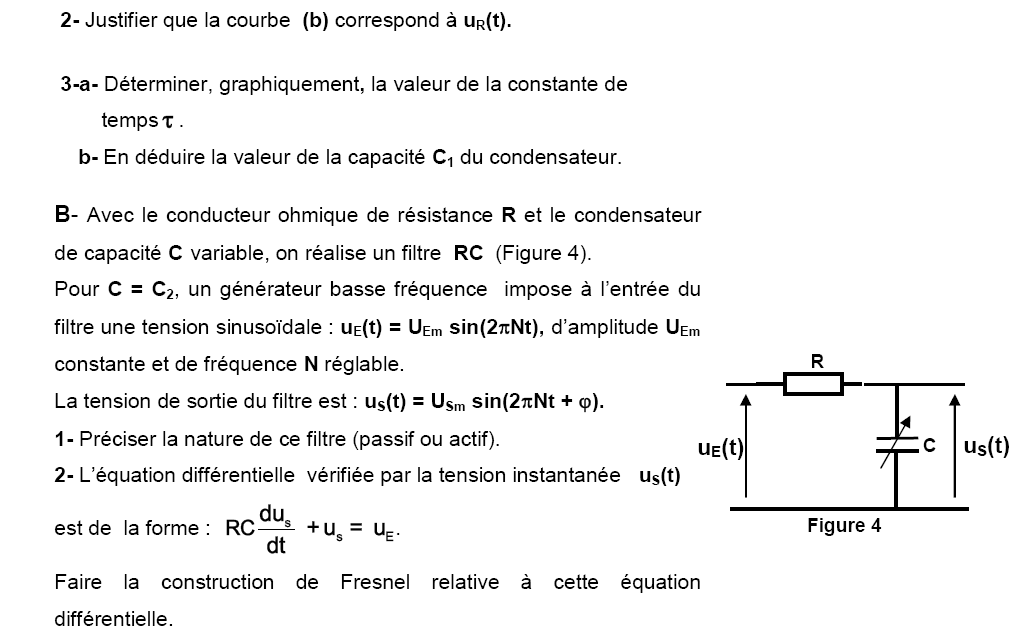 2- Justifier que la courbe (b) correspond à uR(t).
3-a- Déterminer, graphiquement, la valeur de la constante de
temps τ .
b- En déduire la valeur de la capacité C1 du condensateur.
B- Avec le conducteur ohmique de résistance R et le condensateur
de capacité C variable, on réalise un filtre RC (Figure 4).
Pour C = C2, un générateur basse fréquence impose à l'entrée du
filtre une tension sinusoïdale : uE(t) = UEm sin(2πNt), d'amplitude UEm
constante et de fréquence N réglable.
La tension de sortie du filtre est : uS(t) = USm sin(2πNt + φ).
1- Préciser la nature de ce filtre (passif ou actif).
2- L'équation différentielle vérifiée par la tension instantanée uS(t)
est de la forme : RC dus/dt + us = uE.
Faire la construction de Fresnel relative à cette équation
différentielle.
R
uE(t)
C
uS(t)
Figure 4